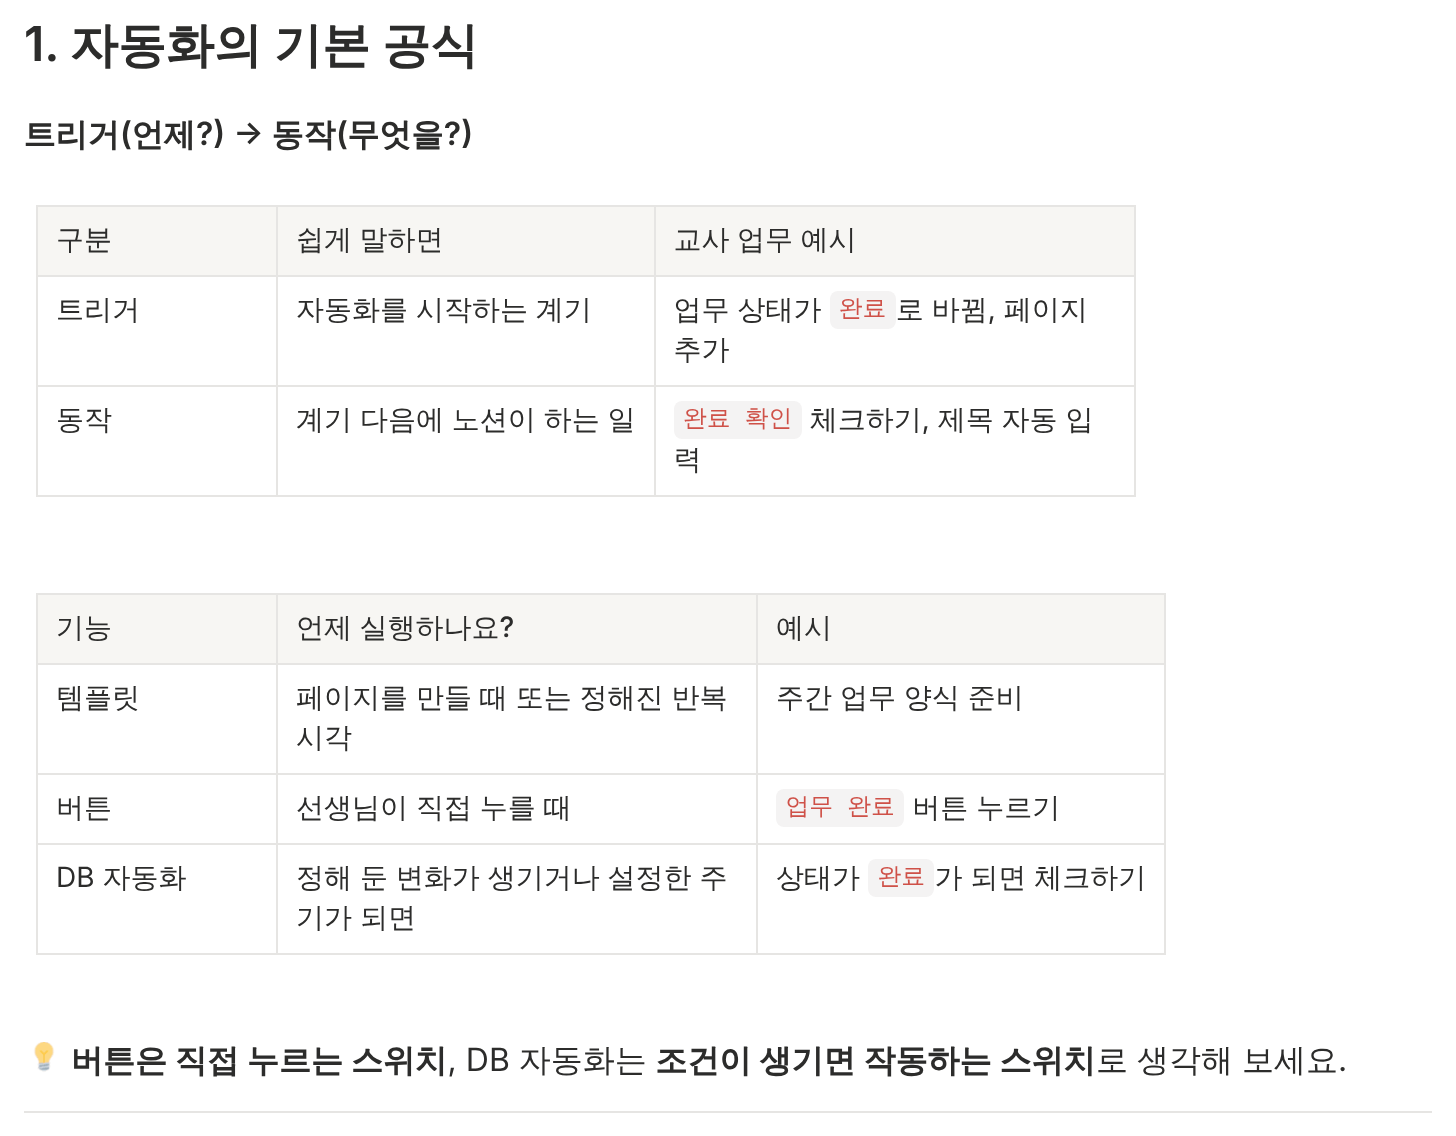 1. 자동화의 기본 공식
트리거(언제?) → 동작(무엇을?)
구분 쉽게 말하면 교사 업무 예시
트리거 자동화를 시작하는 계기 업무 상태가 완료로 바뀜, 페이지
추가
동작 계기 다음에 노션이 하는 일 완료 확인 체크하기, 제목 자동 입
력
기능 언제 실행하나요? 예시
템플릿 페이지를 만들 때 또는 정해진 반복 주간 업무 양식 준비
시각
버튼 선생님이 직접 누를 때 업무 완료 버튼 누르기
DB 자동화 정해 둔 변화가 생기거나 설정한 주 상태가 완료가 되면 체크하기
기가 되면
💡 버튼은 직접 누르는 스위치, DB 자동화는 조건이 생기면 작동하는 스위치로 생각해 보세요.